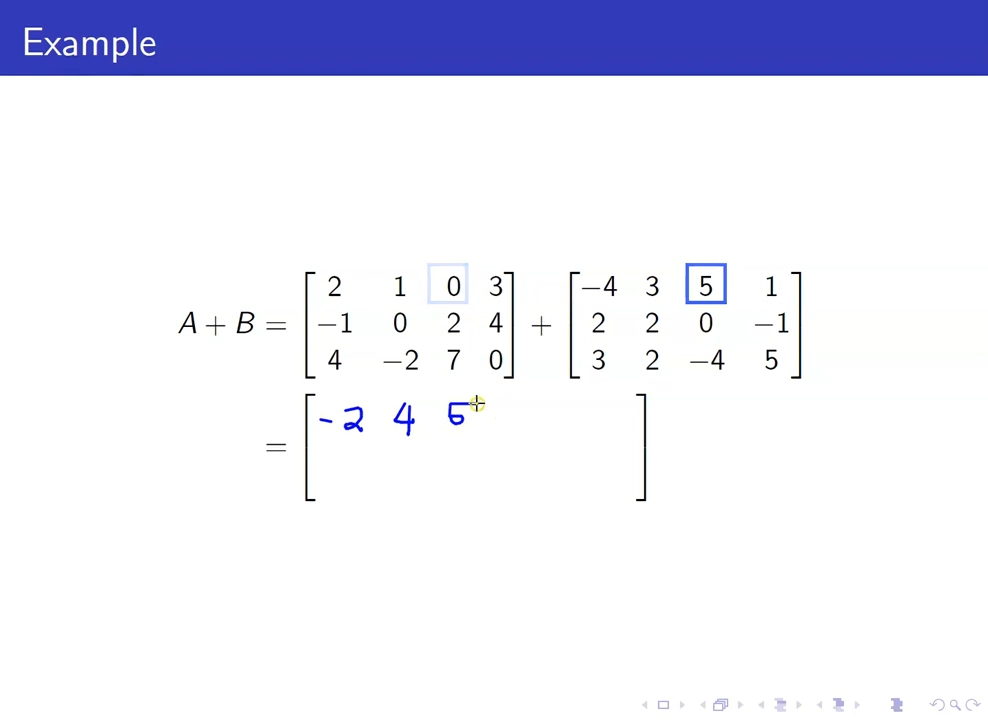 Example
2 1 0 3 −4 3 5 1
A + B = −1 0 2 4 + 2 2 0 −1
4 −2 7 0 3 2 −4 5
-2 4 5
=